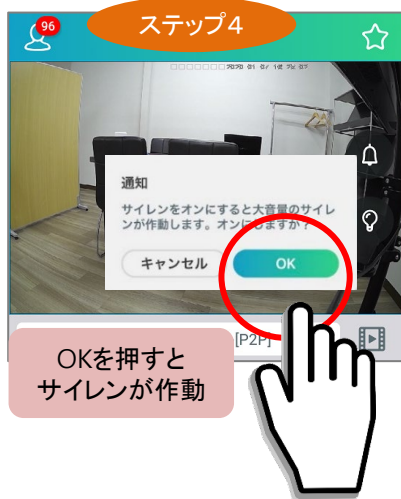 ステップ４
96
通知
サイレンをオンにすると大音量のサイレ
ンが作動します。オンにしますか？
キャンセル
OK
[P2P]
OKを押すと
サイレンが作動